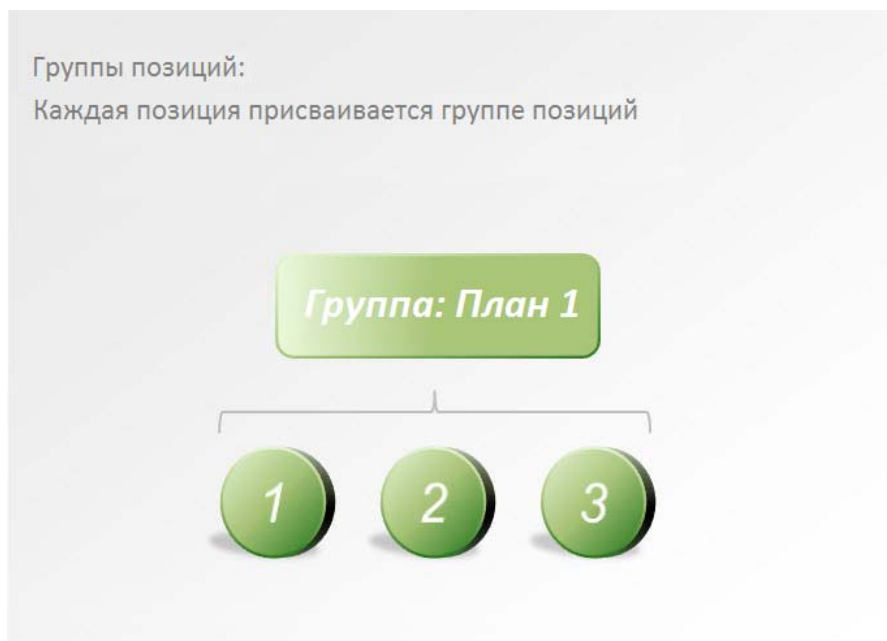 Группы позиций:
Каждая позиция присваивается группе позиций
Группа: План 1
1 2 3